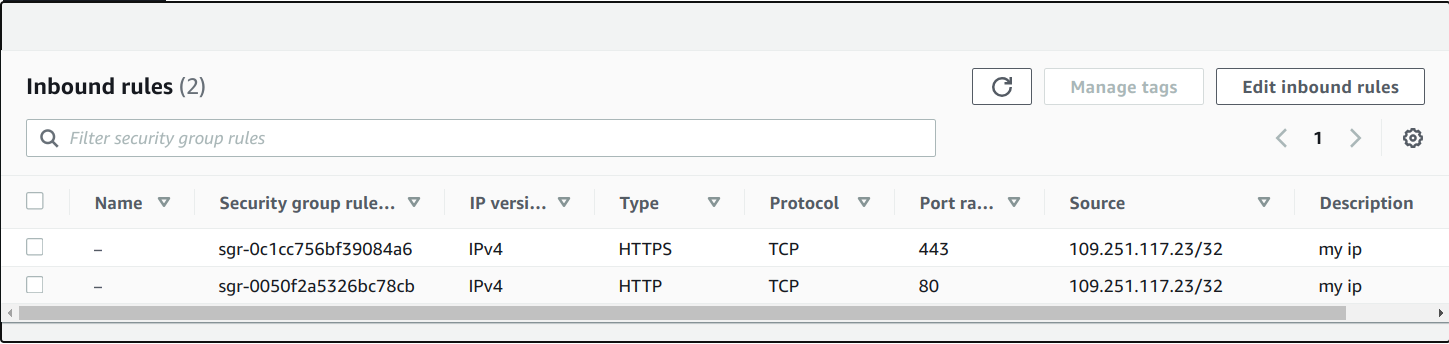 Inbound rules (2)
Manage tags
Edit inbound rules
Filter security group rules
1
Name Security group rule... IP versi... Type Protocol Port ra... Source Description
– sgr-0c1cc756bf39084a6 IPv4 HTTPS TCP 443 109.251.117.23/32 my ip
– sgr-0050f2a5326bc78cb IPv4 HTTP TCP 80 109.251.117.23/32 my ip